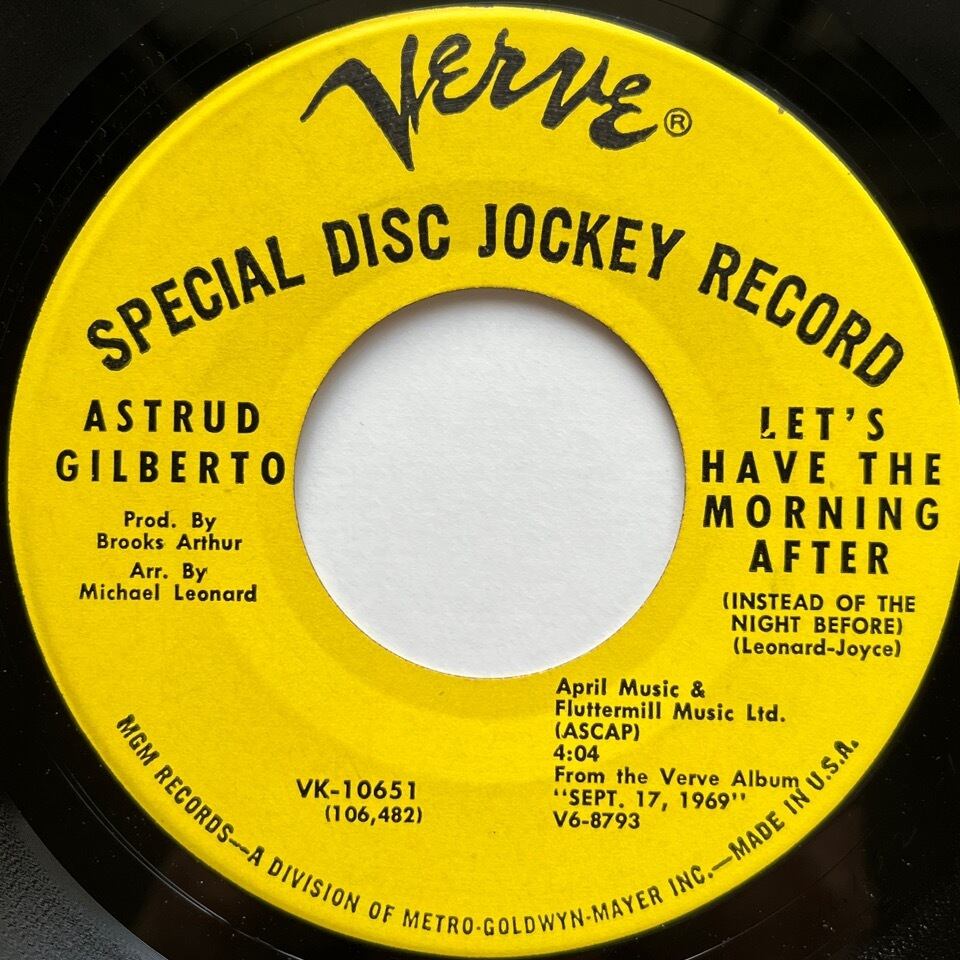 Verve ®
SPECIAL DISC JOCKEY RECORD
ASTRUD
GILBERTO
Prod. By
Brooks Arthur
Arr. By
Michael Leonard
LET'S
HAVE THE
MORNING
AFTER
(INSTEAD OF THE
NIGHT BEFORE)
(Leonard-Joyce)
April Music &
Fluttermill Music Ltd.
(ASCAP)
4:04
From the Verve Album
"SEPT. 17, 1969"
V6-8793
VK-10651
(106,482)
MGM RECORDS—A DIVISION OF METRO-GOLDWYN-MAYER INC.—MADE IN U.S.A.